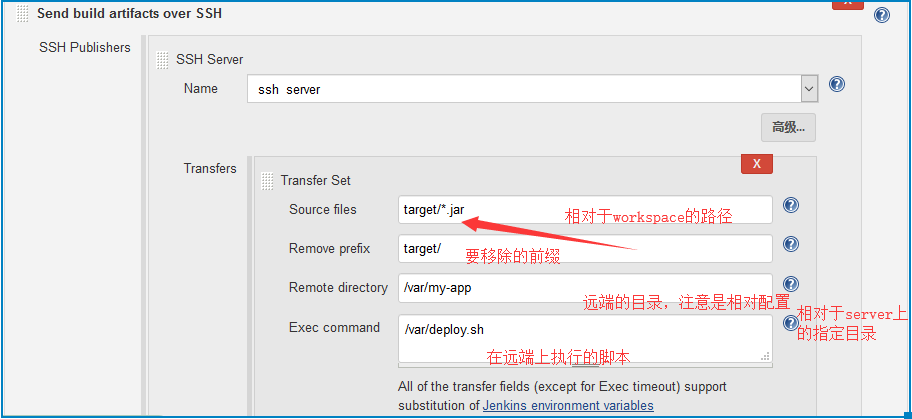 Send build artifacts over SSH
X
SSH Publishers
SSH Server
Name
ssh server
高级...
Transfers
X
Transfer Set
Source files
target/*.jar
相对于workspace的路径
Remove prefix
target/
要移除的前缀
Remote directory
/var/my-app
远端的目录，注意是相对配置
相对于server上
的指定目录
Exec command
/var/deploy.sh
在远端上执行的脚本
All of the transfer fields (except for Exec timeout) support
substitution of Jenkins environment variables